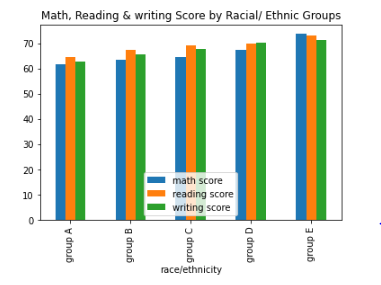 Math, Reading & writing Score by Racial/ Ethnic Groups
70
60
50
40
30
20
10
0
math score
reading score
writing score
group A
group B
group C
group D
group E
race/ethnicity